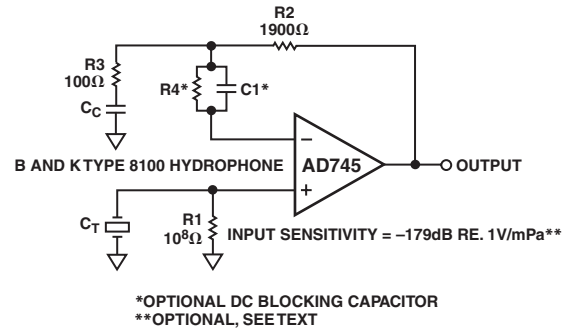 R2
1900Ω
R3
100Ω
R4*
C1*
CC
B AND K TYPE 8100 HYDROPHONE
AD745
OUTPUT
CT
R1
10⁸Ω
INPUT SENSITIVITY = –179dB RE. 1V/mPa**
*OPTIONAL DC BLOCKING CAPACITOR
**OPTIONAL, SEE TEXT